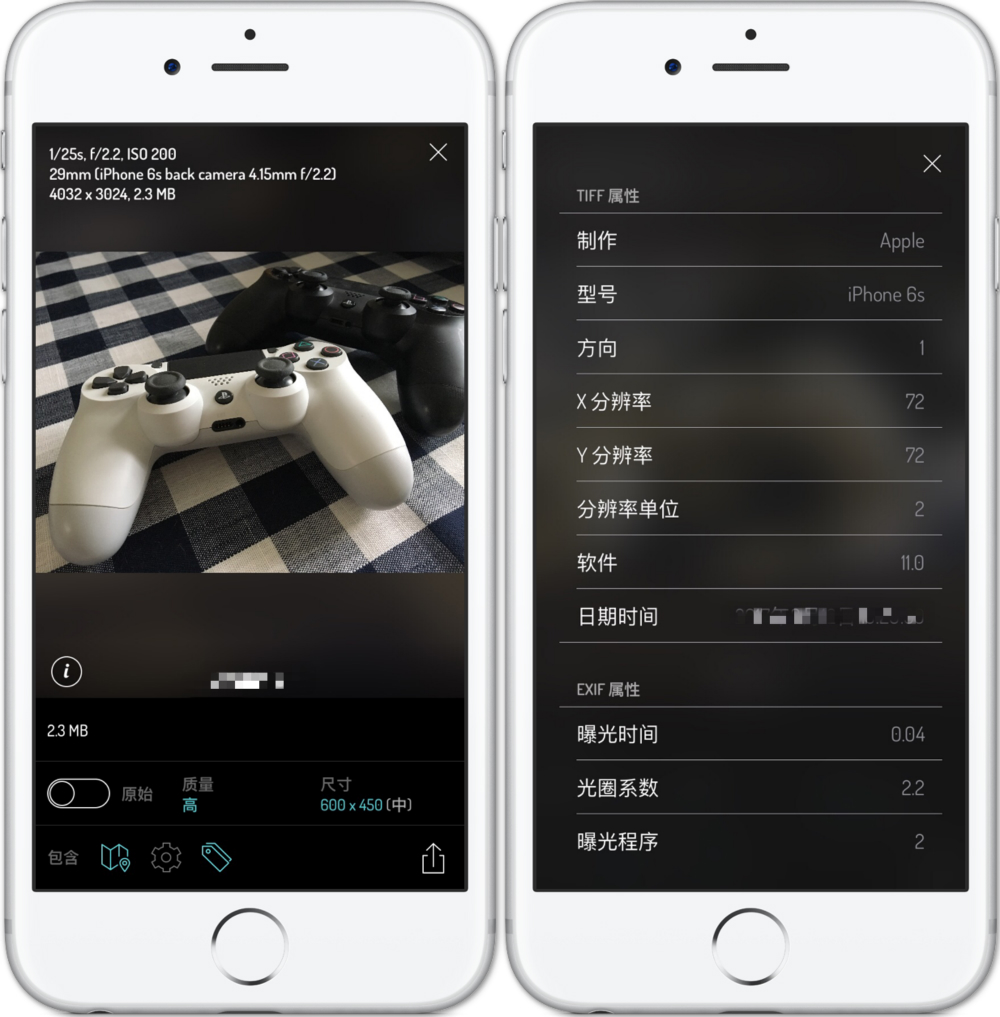 1/25s, f/2.2, ISO 200
29mm (iPhone 6s back camera 4.15mm f/2.2)
4032 x 3024, 2.3 MB
i
2.3 MB
原始
质量
高
尺寸
600 x 450 (中)
包含
TIFF 属性
制作 Apple
型号 iPhone 6s
方向 1
X 分辨率 72
Y 分辨率 72
分辨率单位 2
软件 11.0
日期时间
EXIF 属性
曝光时间 0.04
光圈系数 2.2
曝光程序 2